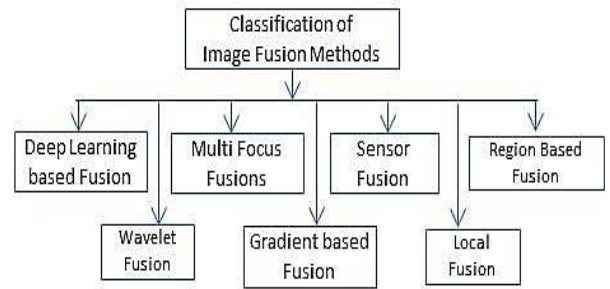 Classification of
Image Fusion Methods
Deep Learning
based Fusion
Multi Focus
Fusions
Sensor
Fusion
Region Based
Fusion
Wavelet
Fusion
Gradient based
Fusion
Local
Fusion